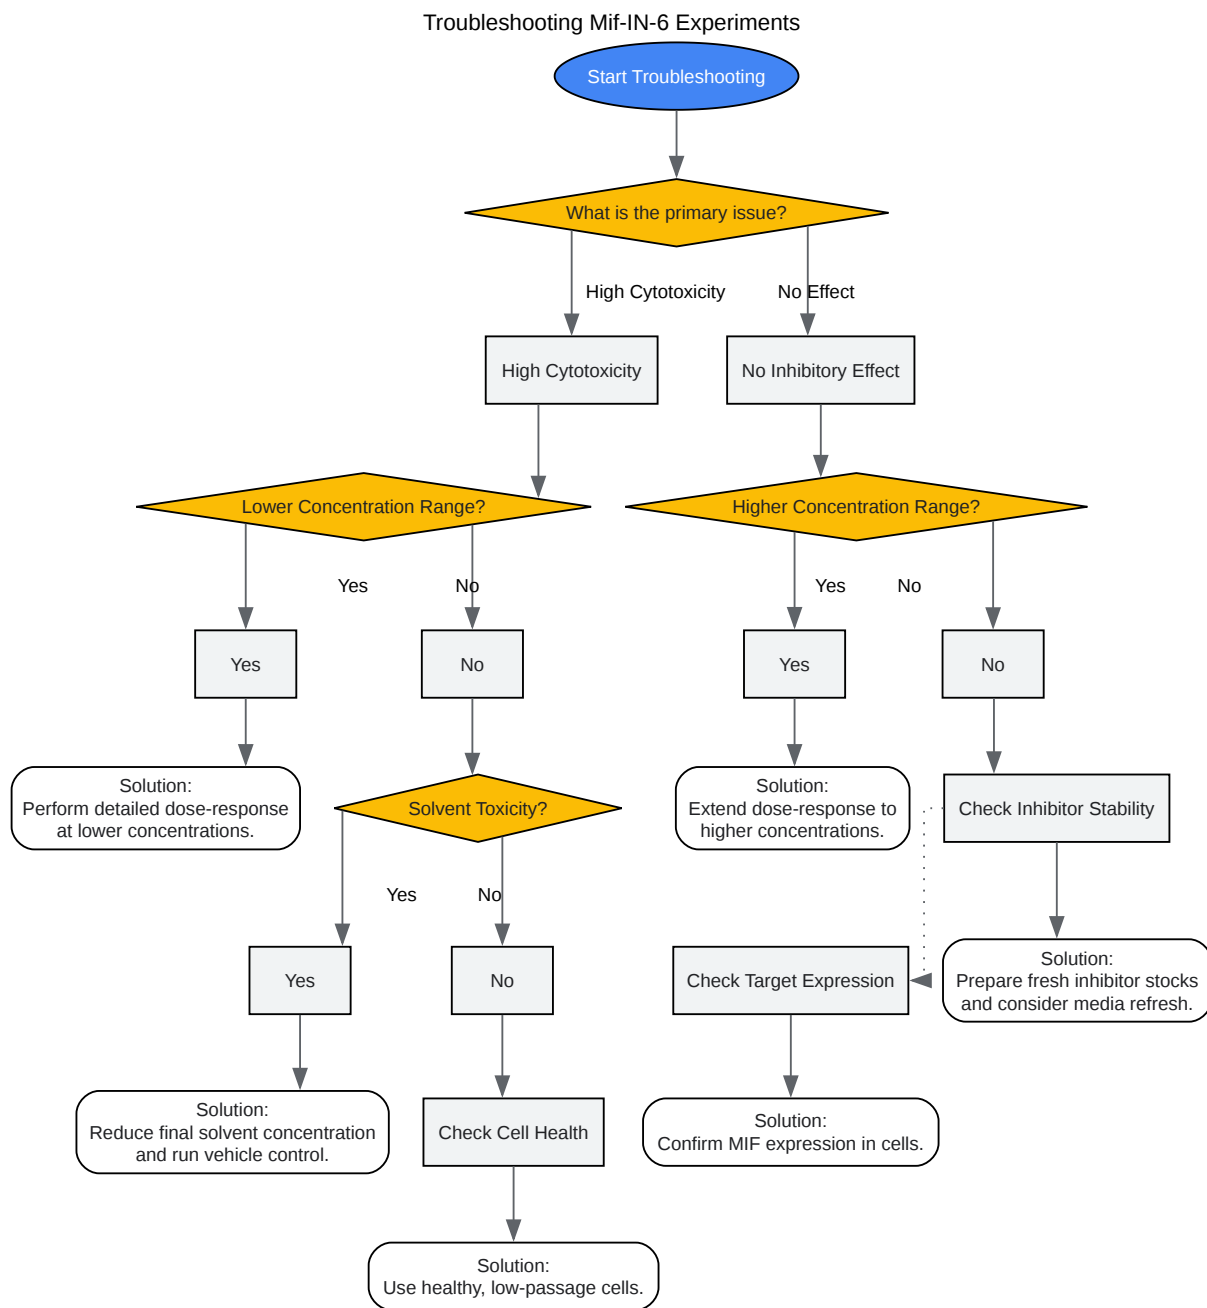 Troubleshooting Mif-IN-6 Experiments
Start Troubleshooting
What is the primary issue?
High Cytotoxicity
No Effect
High Cytotoxicity
No Inhibitory Effect
Lower Concentration Range?
Higher Concentration Range?
Yes
No
Yes
No
Yes
No
Yes
No
Solution:
Perform detailed dose-response
at lower concentrations.
Solvent Toxicity?
Solution:
Extend dose-response to
higher concentrations.
Check Inhibitor Stability
Yes
No
Yes
No
Check Target Expression
Solution:
Prepare fresh inhibitor stocks
and consider media refresh.
Solution:
Reduce final solvent concentration
and run vehicle control.
Check Cell Health
Solution:
Confirm MIF expression in cells.
Solution:
Use healthy, low-passage cells.